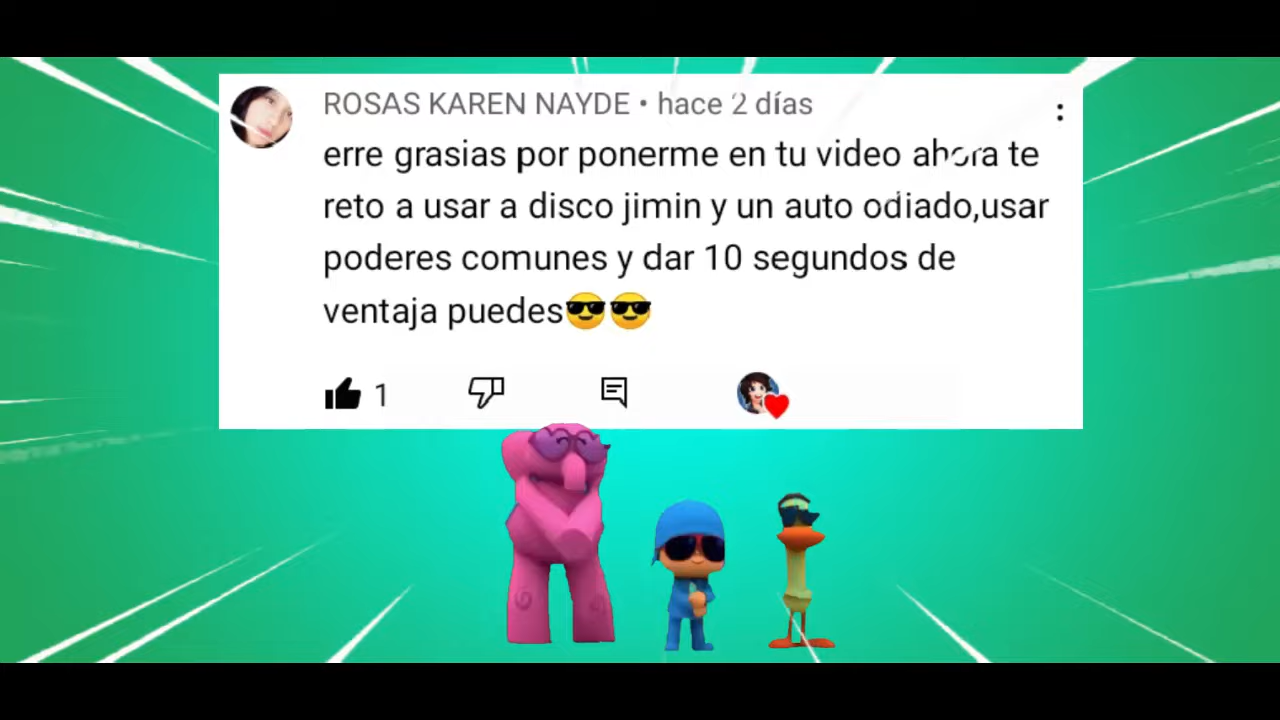 ROSAS KAREN NAYDE • hace 2 días
erre grasias por ponerme en tu video ahora te
reto a usar a disco jimin y un auto odiado,usar
poderes comunes y dar 10 segundos de
ventaja puedes😎😎
1